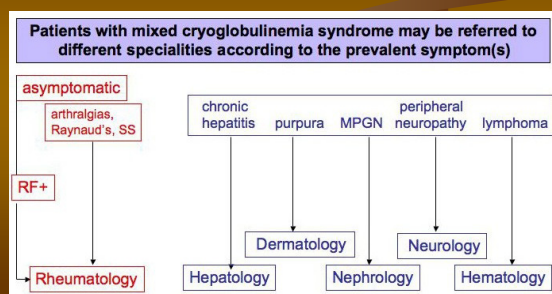 Patients with mixed cryoglobulinemia syndrome may be referred to
different specialities according to the prevalent symptom(s)
asymptomatic
arthralgias,
Raynaud's, SS
RF+
Rheumatology
chronic
hepatitis
purpura
MPGN
peripheral
neuropathy
lymphoma
Dermatology
Neurology
Hepatology
Nephrology
Hematology